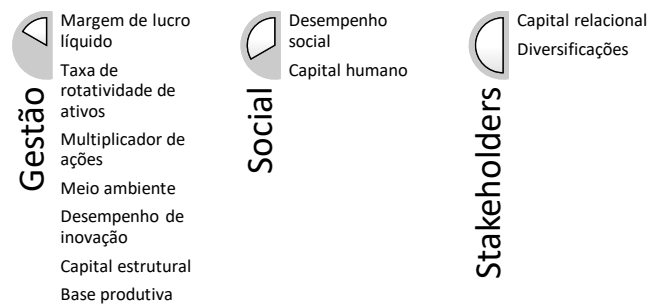 Gestão
Margem de lucro
líquido
Taxa de
rotatividade de
ativos
Multiplicador de
ações
Meio ambiente
Desempenho de
inovação
Capital estrutural
Base produtiva
Social
Desempenho
social
Capital humano
Stakeholders
Capital relacional
Diversificações